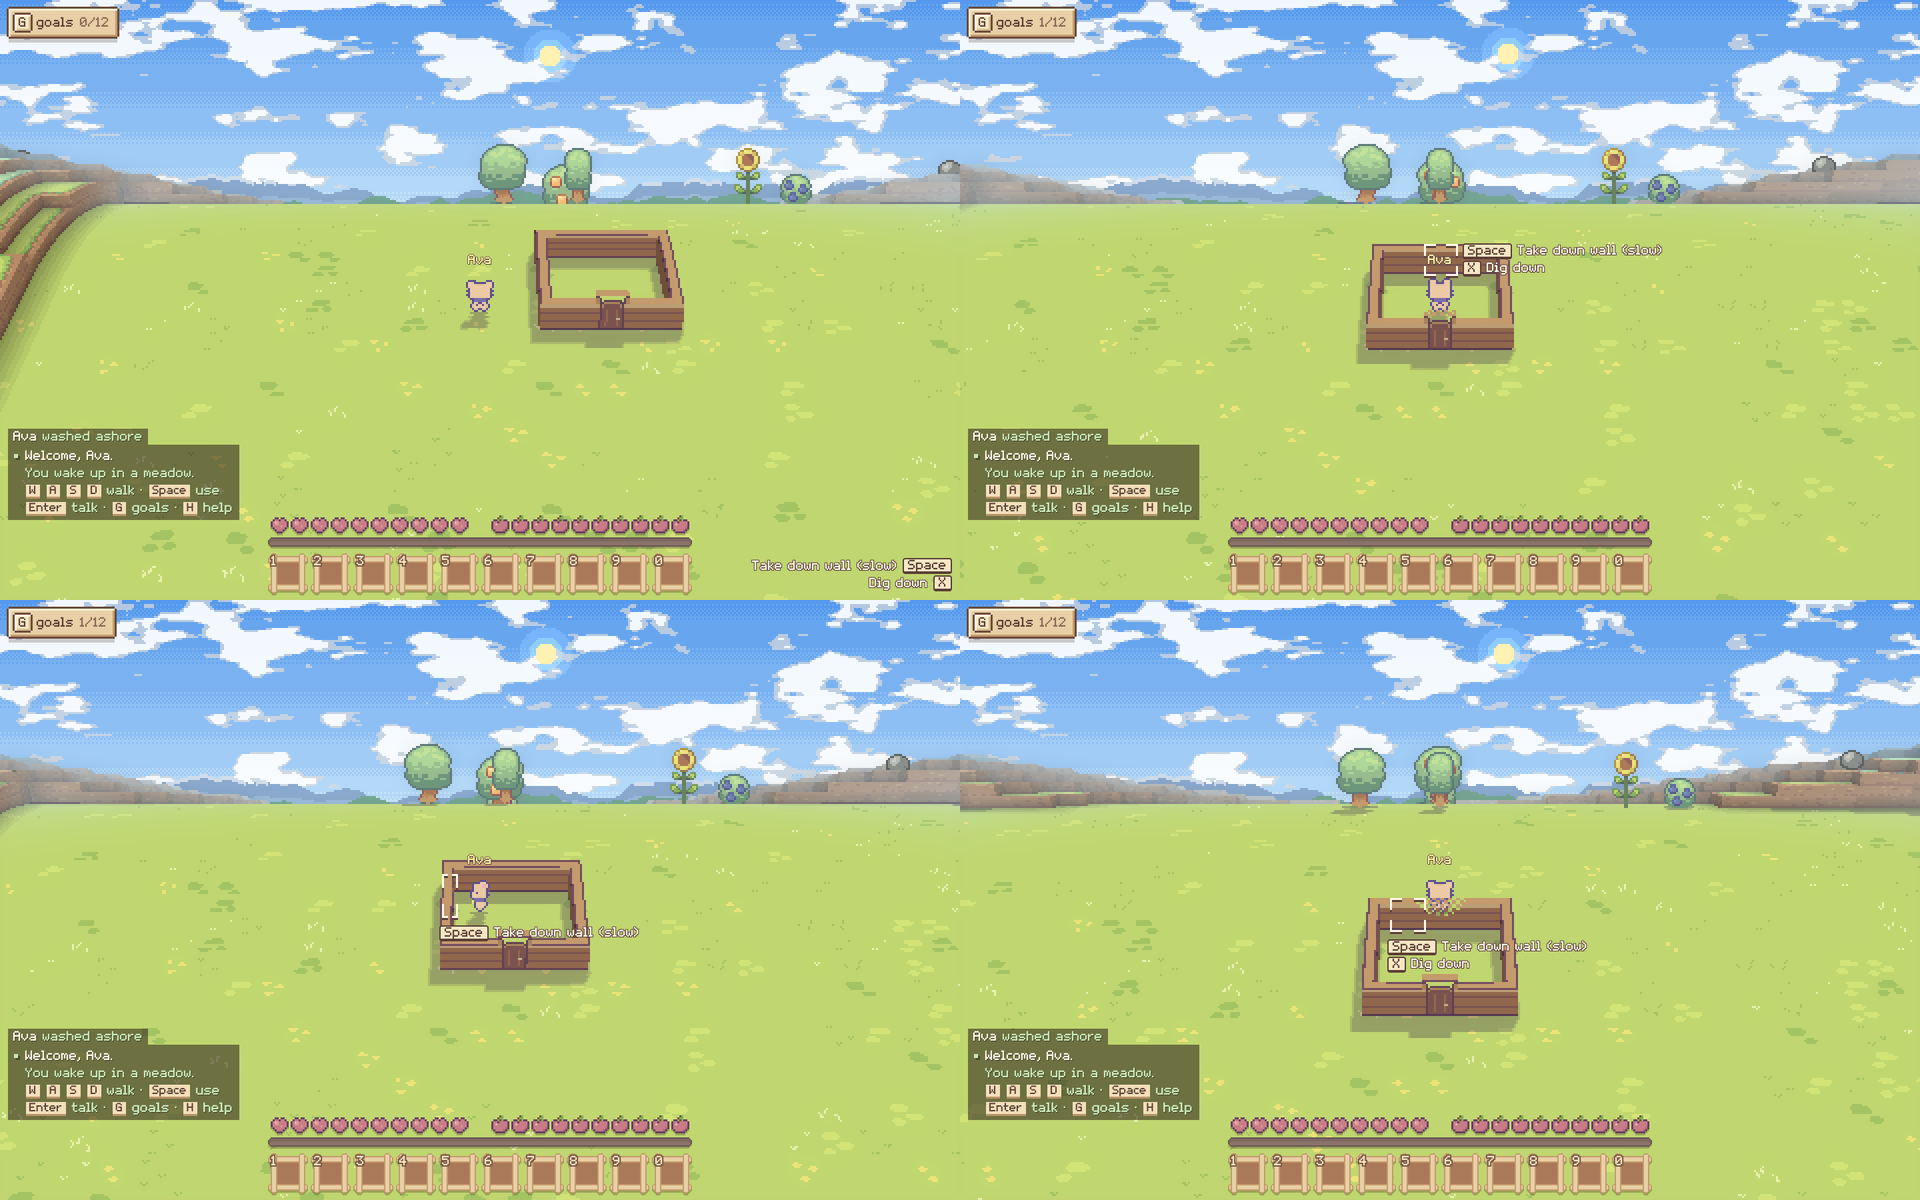 G goals 0/12
Ava
Ava washed ashore
Welcome, Ava.
You wake up in a meadow.
W A S D walk · Space use
Enter talk · G goals · H help
1 2 3 4 5 6 7 8 9 0
Take down wall (slow) Space
Dig down X
G goals 1/12
Space Take down wall (slow)
Ava
X Dig down
Ava washed ashore
Welcome, Ava.
You wake up in a meadow.
W A S D walk · Space use
Enter talk · G goals · H help
1 2 3 4 5 6 7 8 9 0
G goals 1/12
Ava
Space Take down wall (slow)
Ava washed ashore
Welcome, Ava.
You wake up in a meadow.
W A S D walk · Space use
Enter talk · G goals · H help
1 2 3 4 5 6 7 8 9 0
G goals 1/12
Ava
Space Take down wall (slow)
X Dig down
Ava washed ashore
Welcome, Ava.
You wake up in a meadow.
W A S D walk · Space use
Enter talk · G goals · H help
1 2 3 4 5 6 7 8 9 0